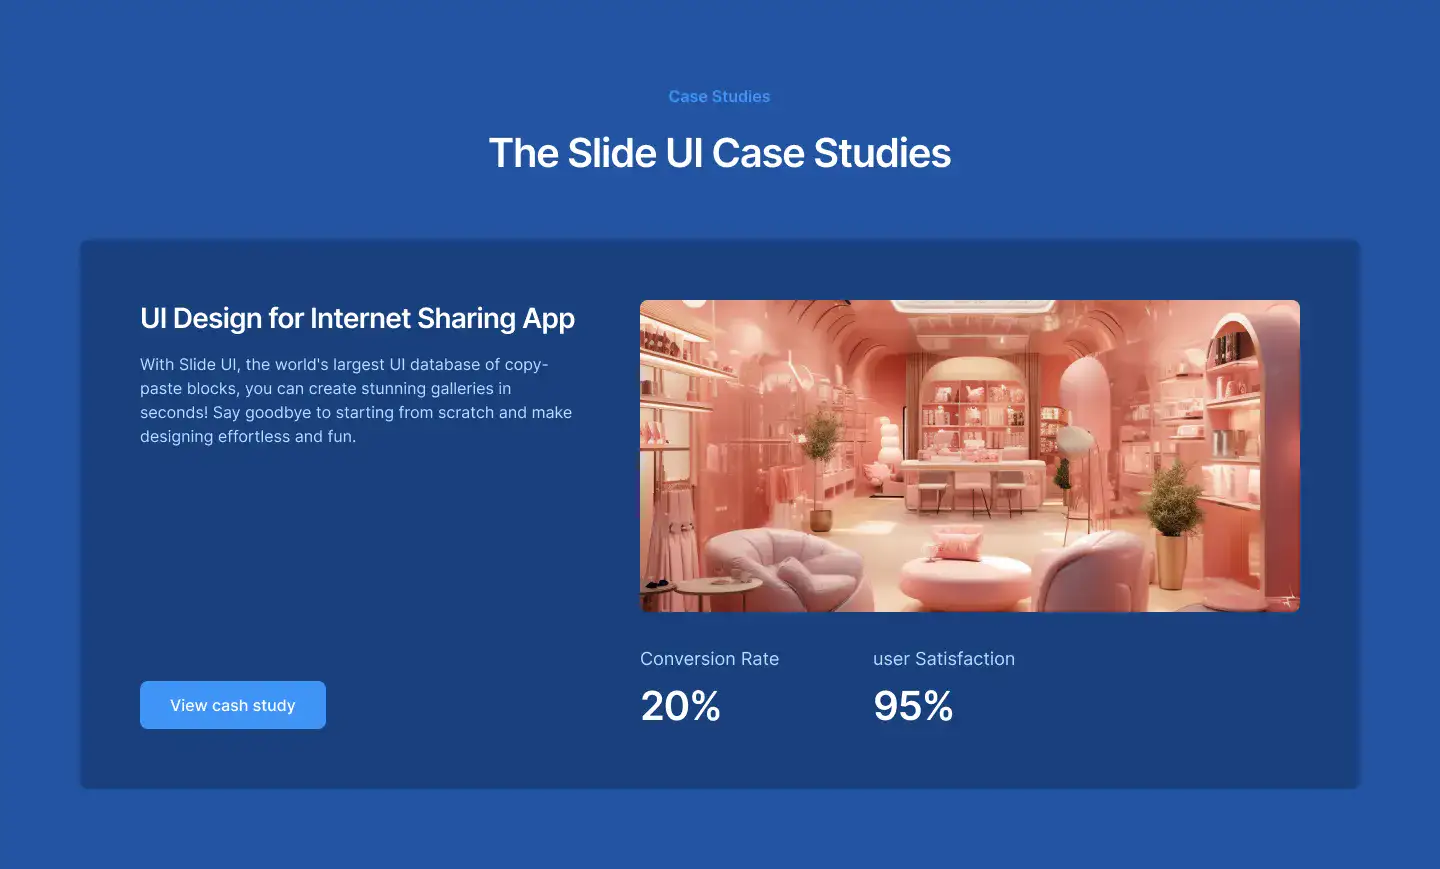 Case Studies
The Slide UI Case Studies
UI Design for Internet Sharing App
With Slide UI, the world's largest UI database of copy-
paste blocks, you can create stunning galleries in
seconds! Say goodbye to starting from scratch and make
designing effortless and fun.
View cash study
Conversion Rate
20%
user Satisfaction
95%